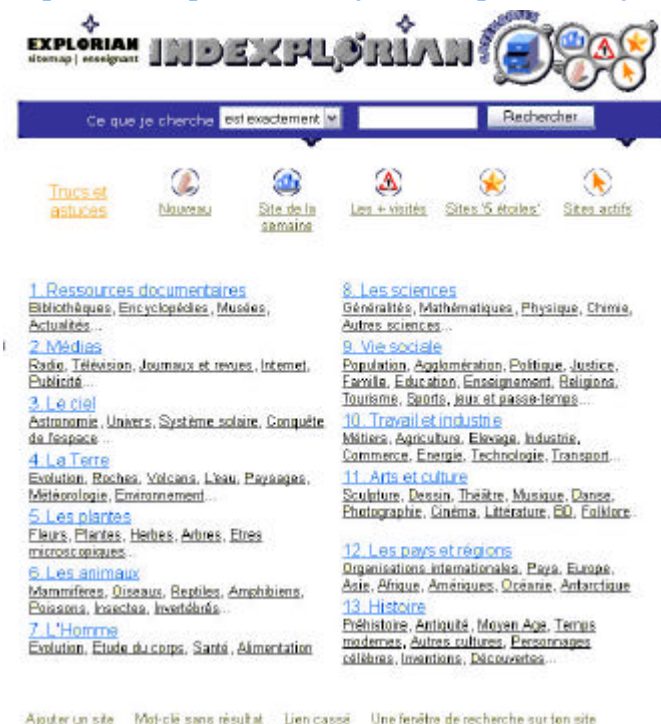 EXPLORIAN
sitemap | enseignant
INDEXPLORIAN
Ce que je cherche est exactement Rechercher
Trucs et astuces
Nouveau
Site de la semaine
Les + visités
Sites '5 étoiles'
Sites actifs
1. Ressources documentaires
Bibliothèques, Encyclopédies, Musées,
Actualités...
2. Médias
Radio, Télévision, Journaux et revues, Internet,
Publicité...
3. Le ciel
Astronomie, Univers, Système solaire, Conquête
de l'espace...
4. La Terre
Evolution, Roches, Volcans, L'eau, Paysages,
Météorologie, Environnement...
5. Les plantes
Fleurs, Plantes, Herbes, Arbres, Etres
microscopiques...
6. Les animaux
Mammifères, Oiseaux, Reptiles, Amphibiens,
Poissons, Insectes, Invertébrés...
7. L'Homme
Evolution, Etude du corps, Santé, Alimentation
8. Les sciences
Généralités, Mathématiques, Physique, Chimie,
Autres sciences...
9. Vie sociale
Population, Agglomération, Politique, Justice,
Famille, Education, Enseignement, Religions,
Tourisme, Sports, jeux et passe-temps...
10. Travail et industrie
Métiers, Agriculture, Elevage, Industrie,
Commerce, Energie, Technologie, Transport...
11. Arts et culture
Sculpture, Dessin, Théâtre, Musique, Danse,
Photographie, Cinéma, Littérature, BD, Folklore..
12. Les pays et régions
Organisations internationales, Pays, Europe,
Asie, Afrique, Amériques, Océanie, Antarctique
13. Histoire
Préhistoire, Antiquité, Moyen Age, Temps
modernes, Autres cultures, Personnages
célèbres, Inventions, Découvertes...
Ajouter un site Mot-clé sans résultat Lien cassé Une fenêtre de recherche sur ton site